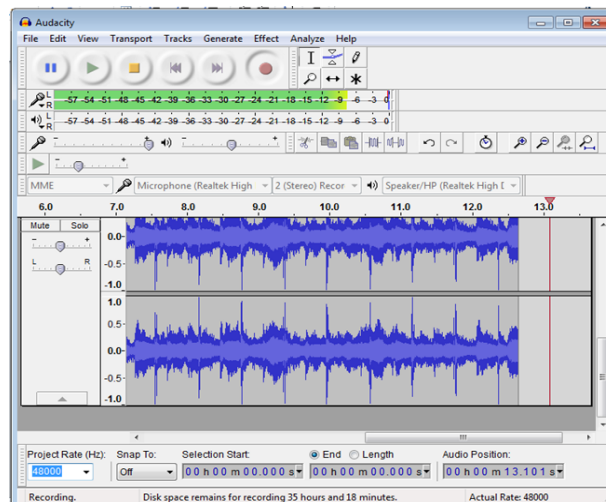 Audacity
File Edit View Transport Tracks Generate Effect Analyze Help
L R -57 -54 -51 -48 -45 -42 -39 -36 -33 -30 -27 -24 -21 -18 -15 -12 -9 -6 -3 0
L R -57 -54 -51 -48 -45 -42 -39 -36 -33 -30 -27 -24 -21 -18 -15 -12 -9 -6 -3 0
- + - +
MME Microphone (Realtek High 2 (Stereo) Recor Speaker/HP (Realtek High
6.0 7.0 8.0 9.0 10.0 11.0 12.0 13.0
Mute Solo
- + 0.0-
L R -0.5-
-1.0
1.0
0.5-
0.0-
-0.5-
-1.0
Project Rate (Hz): Snap To: Selection Start: End Length Audio Position:
48000 Off 00 h 00 m 00.000 s 00 h 00 m 00.000 s 00 h 00 m 13.101 s
Recording. Disk space remains for recording 35 hours and 18 minutes. Actual Rate: 48000